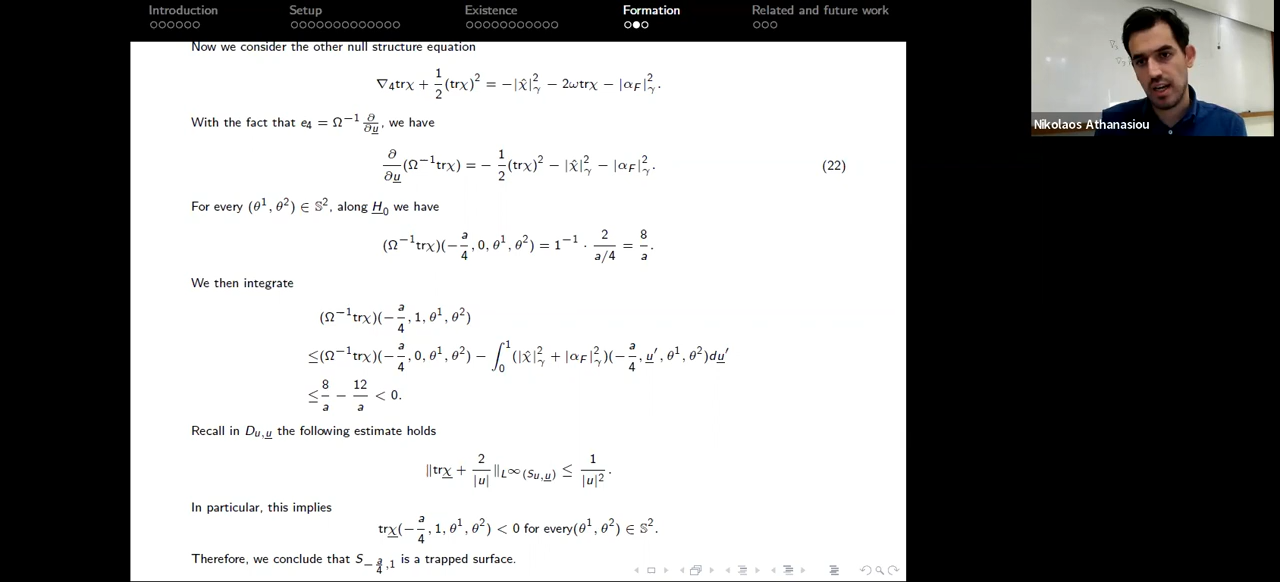 Introduction Setup Existence Formation Related and future work
Now we consider the other null structure equation
∇₄trχ + 1/2 (trχ)² = −|χ̂|²_γ − 2ωtrχ − |α_F|²_γ.
With the fact that e₄ = Ω⁻¹ ∂/∂u̲, we have
∂/∂u̲ (Ω⁻¹trχ) = − 1/2 (trχ)² − |χ̂|²_γ − |α_F|²_γ. (22)
For every (θ¹, θ²) ∈ 𝕊², along H̲₀ we have
(Ω⁻¹trχ)(−a/4, 0, θ¹, θ²) = 1⁻¹ · 2/(a/4) = 8/a.
We then integrate
(Ω⁻¹trχ)(−a/4, 1, θ¹, θ²)
≤(Ω⁻¹trχ)(−a/4, 0, θ¹, θ²) − ∫₀¹ (|χ̂|²_γ + |α_F|²_γ)(−a/4, u̲′, θ¹, θ²)du̲′
≤ 8/a − 12/a < 0.
Recall in D_{u,u̲} the following estimate holds
‖trχ̲ + 2/|u| ‖_{L^∞(S_{u,u̲})} ≤ 1/|u|².
In particular, this implies
trχ̲(−a/4, 1, θ¹, θ²) < 0 for every(θ¹, θ²) ∈ 𝕊².
Therefore, we conclude that S_{−a/4,1} is a trapped surface.
Nikolaos Athanasiou